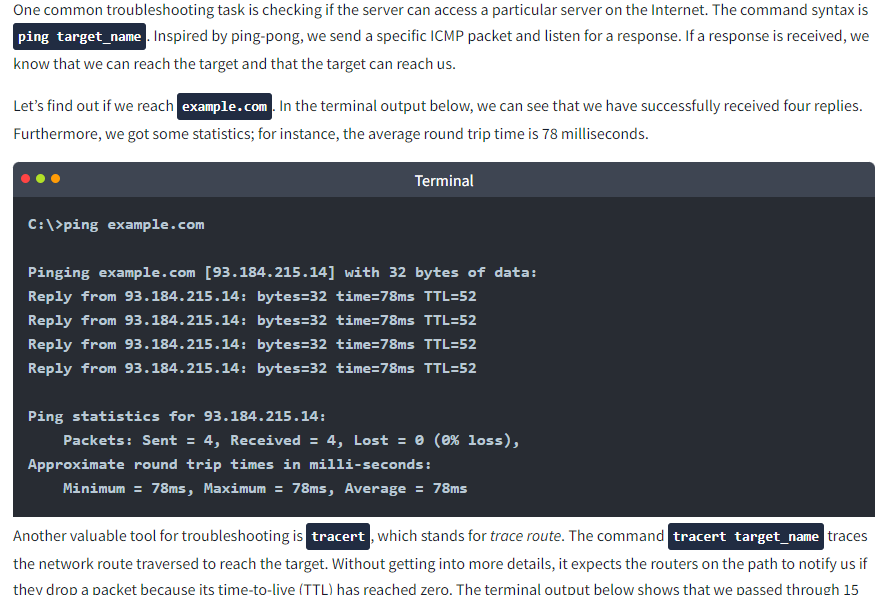 One common troubleshooting task is checking if the server can access a particular server on the Internet. The command syntax is
ping target_name. Inspired by ping-pong, we send a specific ICMP packet and listen for a response. If a response is received, we
know that we can reach the target and that the target can reach us.
Let's find out if we reach example.com. In the terminal output below, we can see that we have successfully received four replies.
Furthermore, we got some statistics; for instance, the average round trip time is 78 milliseconds.
Terminal
C:\>ping example.com
Pinging example.com [93.184.215.14] with 32 bytes of data:
Reply from 93.184.215.14: bytes=32 time=78ms TTL=52
Reply from 93.184.215.14: bytes=32 time=78ms TTL=52
Reply from 93.184.215.14: bytes=32 time=78ms TTL=52
Reply from 93.184.215.14: bytes=32 time=78ms TTL=52
Ping statistics for 93.184.215.14:
Packets: Sent = 4, Received = 4, Lost = 0 (0% loss),
Approximate round trip times in milli-seconds:
Minimum = 78ms, Maximum = 78ms, Average = 78ms
Another valuable tool for troubleshooting is tracert, which stands for trace route. The command tracert target_name traces
the network route traversed to reach the target. Without getting into more details, it expects the routers on the path to notify us if
they drop a packet because its time-to-live (TTL) has reached zero. The terminal output below shows that we passed through 15